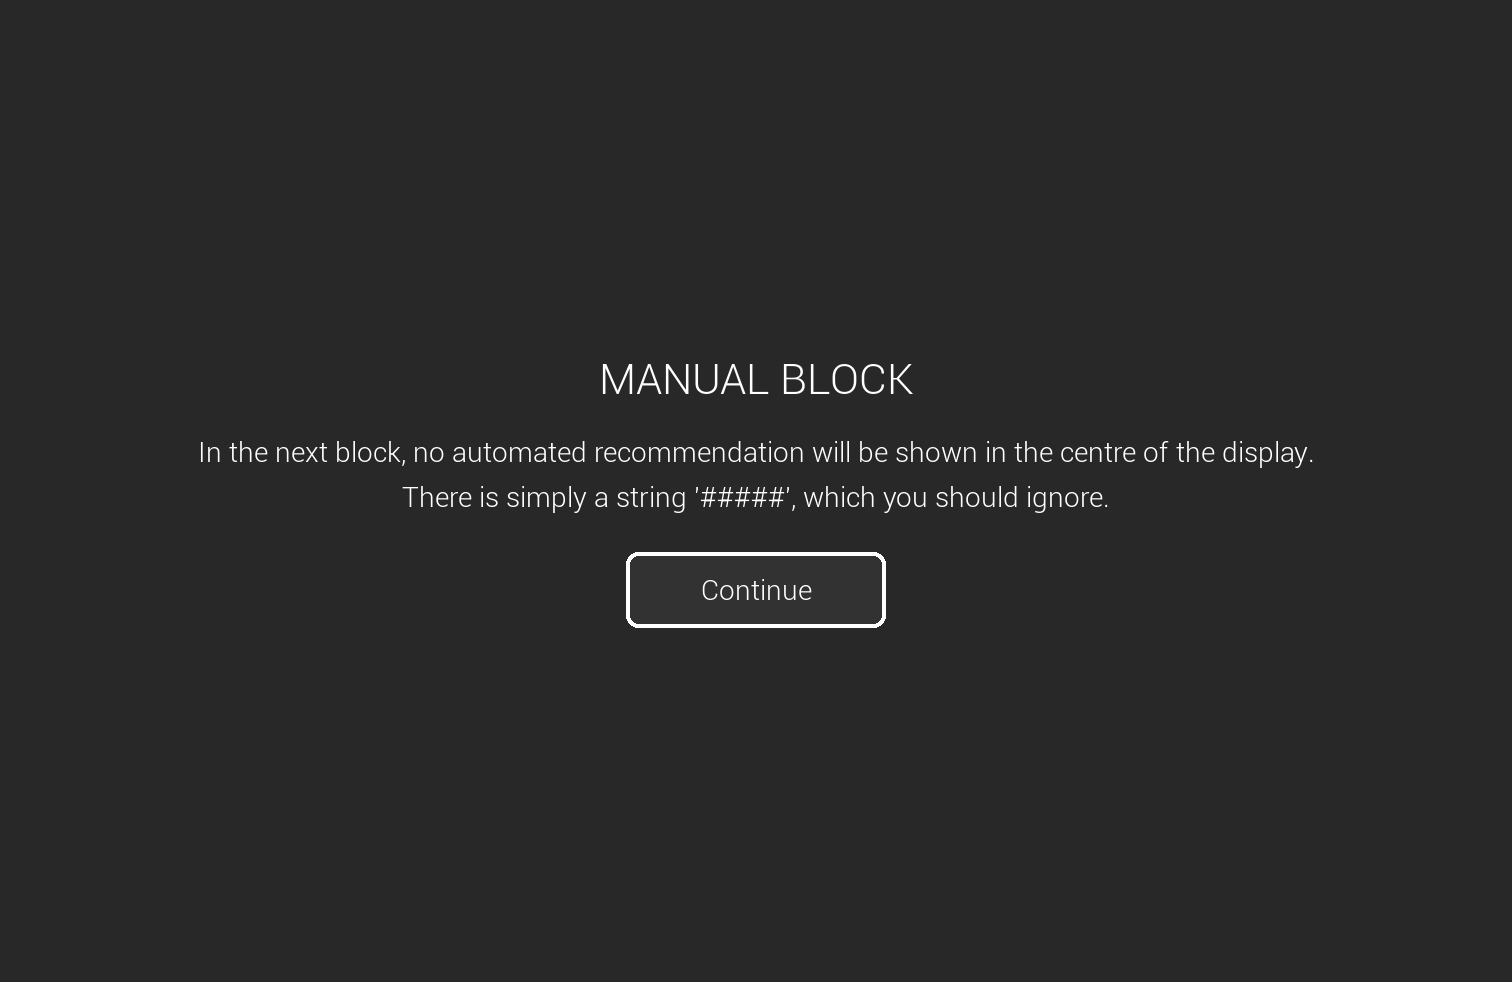 MANUAL BLOCK
In the next block, no automated recommendation will be shown in the centre of the display.
There is simply a string '#####', which you should ignore.
Continue